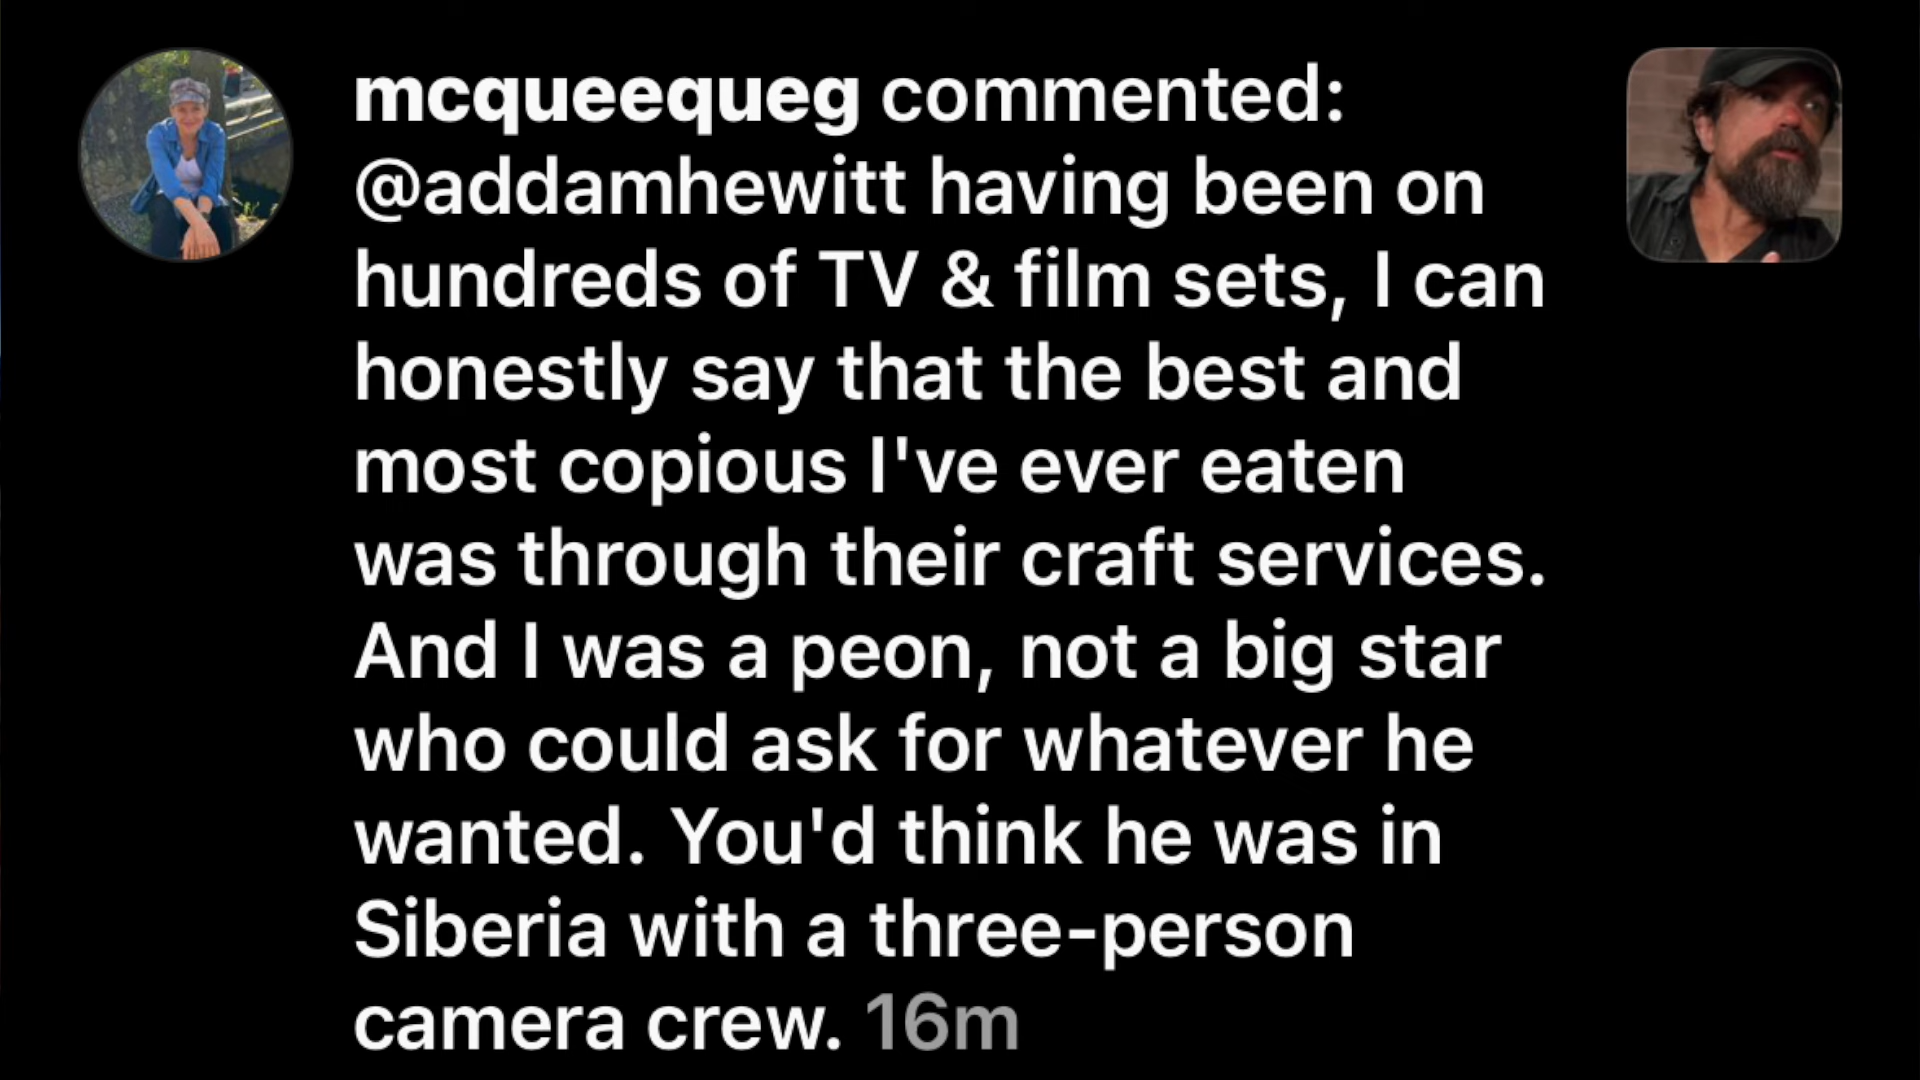 mcqueequeg commented:
@addamhewitt having been on
hundreds of TV & film sets, I can
honestly say that the best and
most copious I've ever eaten
was through their craft services.
And I was a peon, not a big star
who could ask for whatever he
wanted. You'd think he was in
Siberia with a three-person
camera crew. 16m